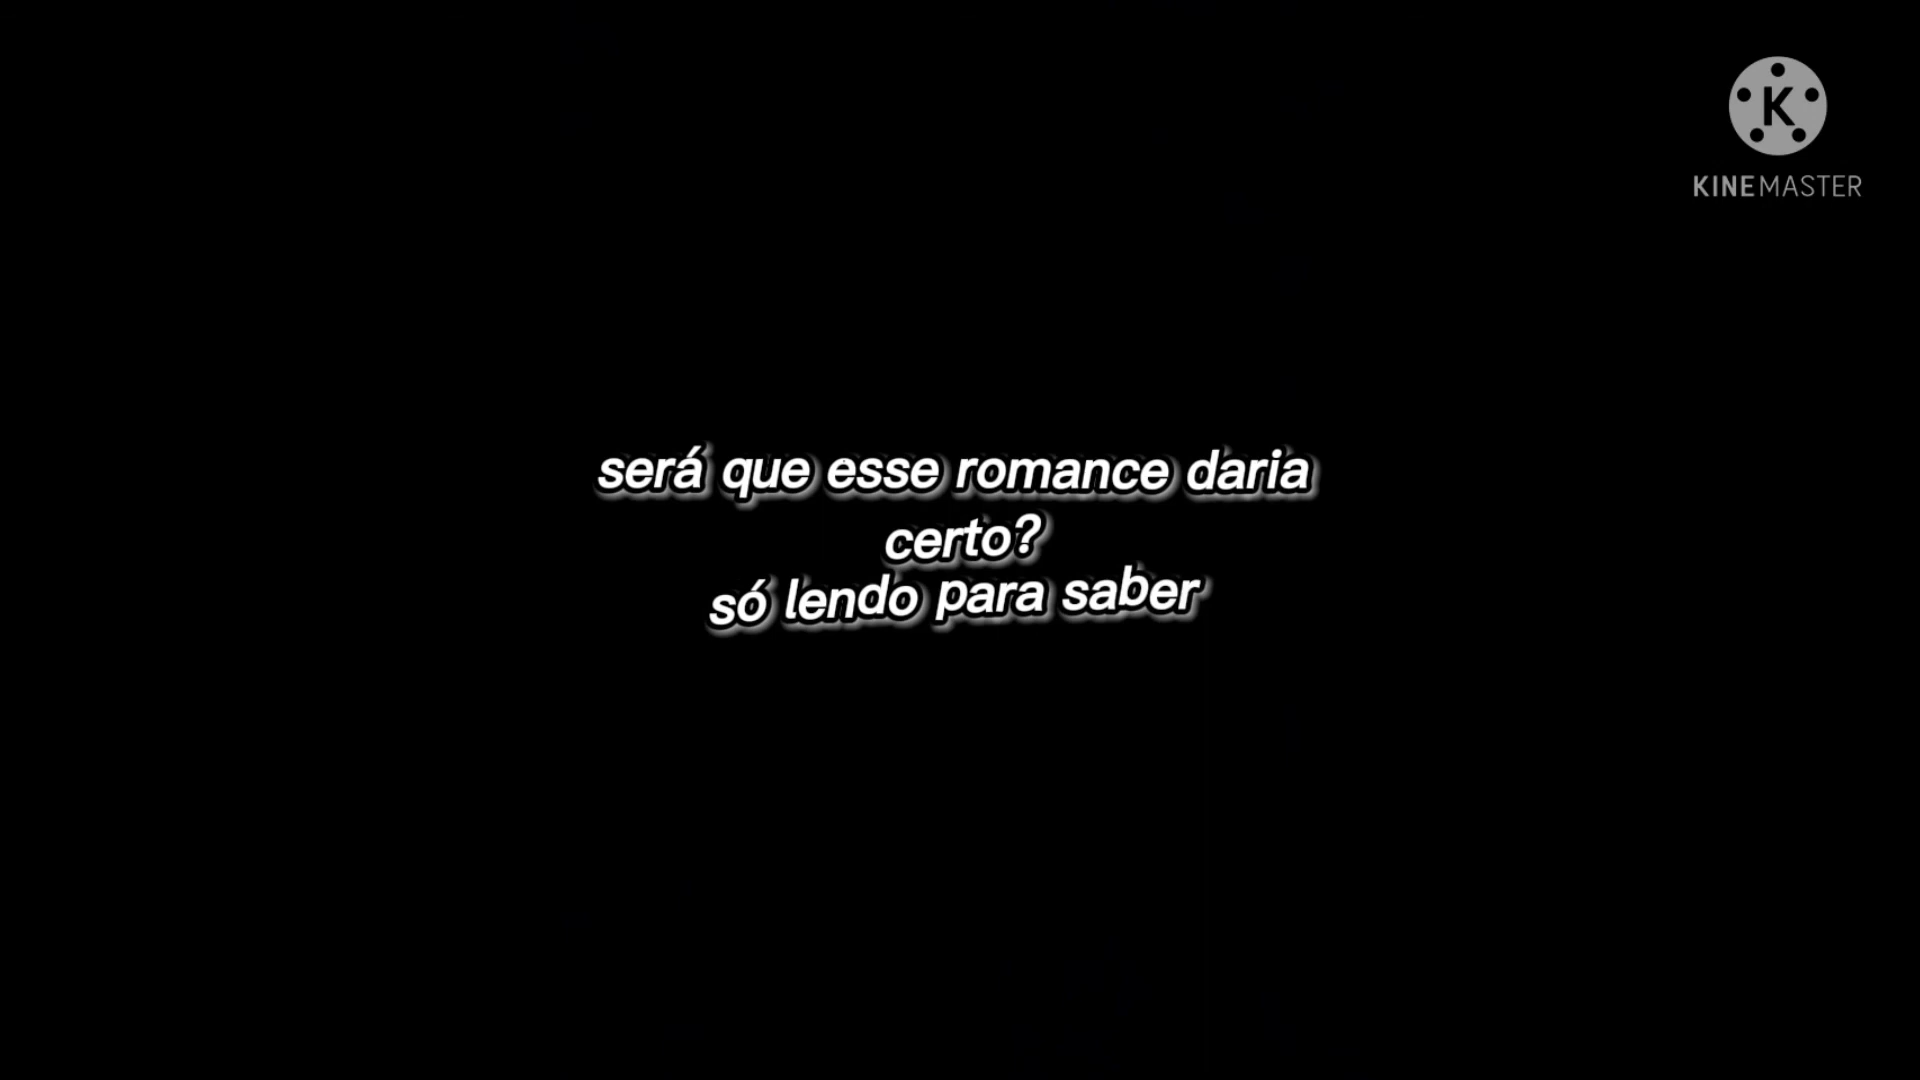 K
KINEMASTER
será que esse romance daria
certo?
só lendo para saber